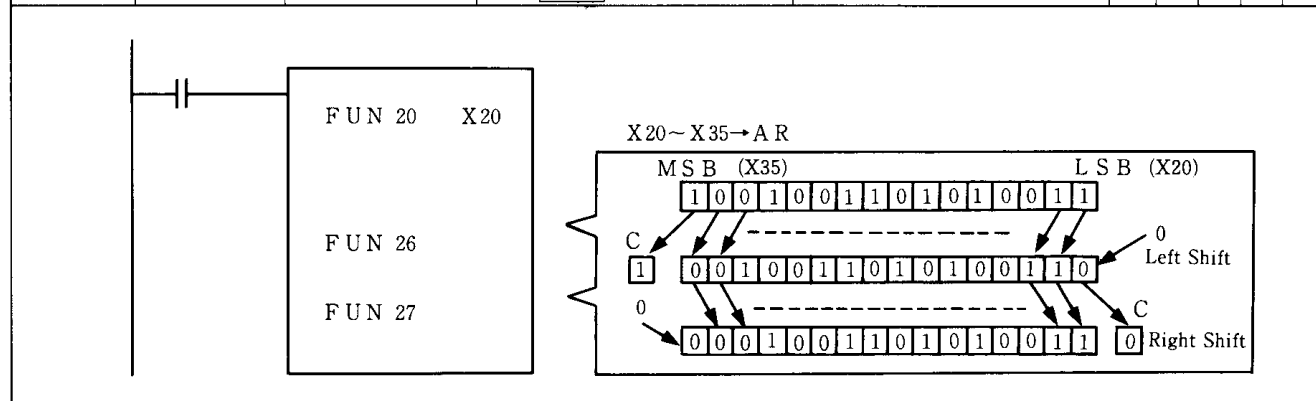 FUN 20 X20
FUN 26
FUN 27
X20~X35→AR
MSB (X35) LSB (X20)
1 0 0 1 0 0 1 1 0 1 0 1 0 0 1 1
0
Left Shift
C
1 0 0 1 0 0 1 1 0 1 0 1 0 0 1 1 0
0 C
0 0 0 1 0 0 1 1 0 1 0 1 0 0 1 1 0 Right Shift